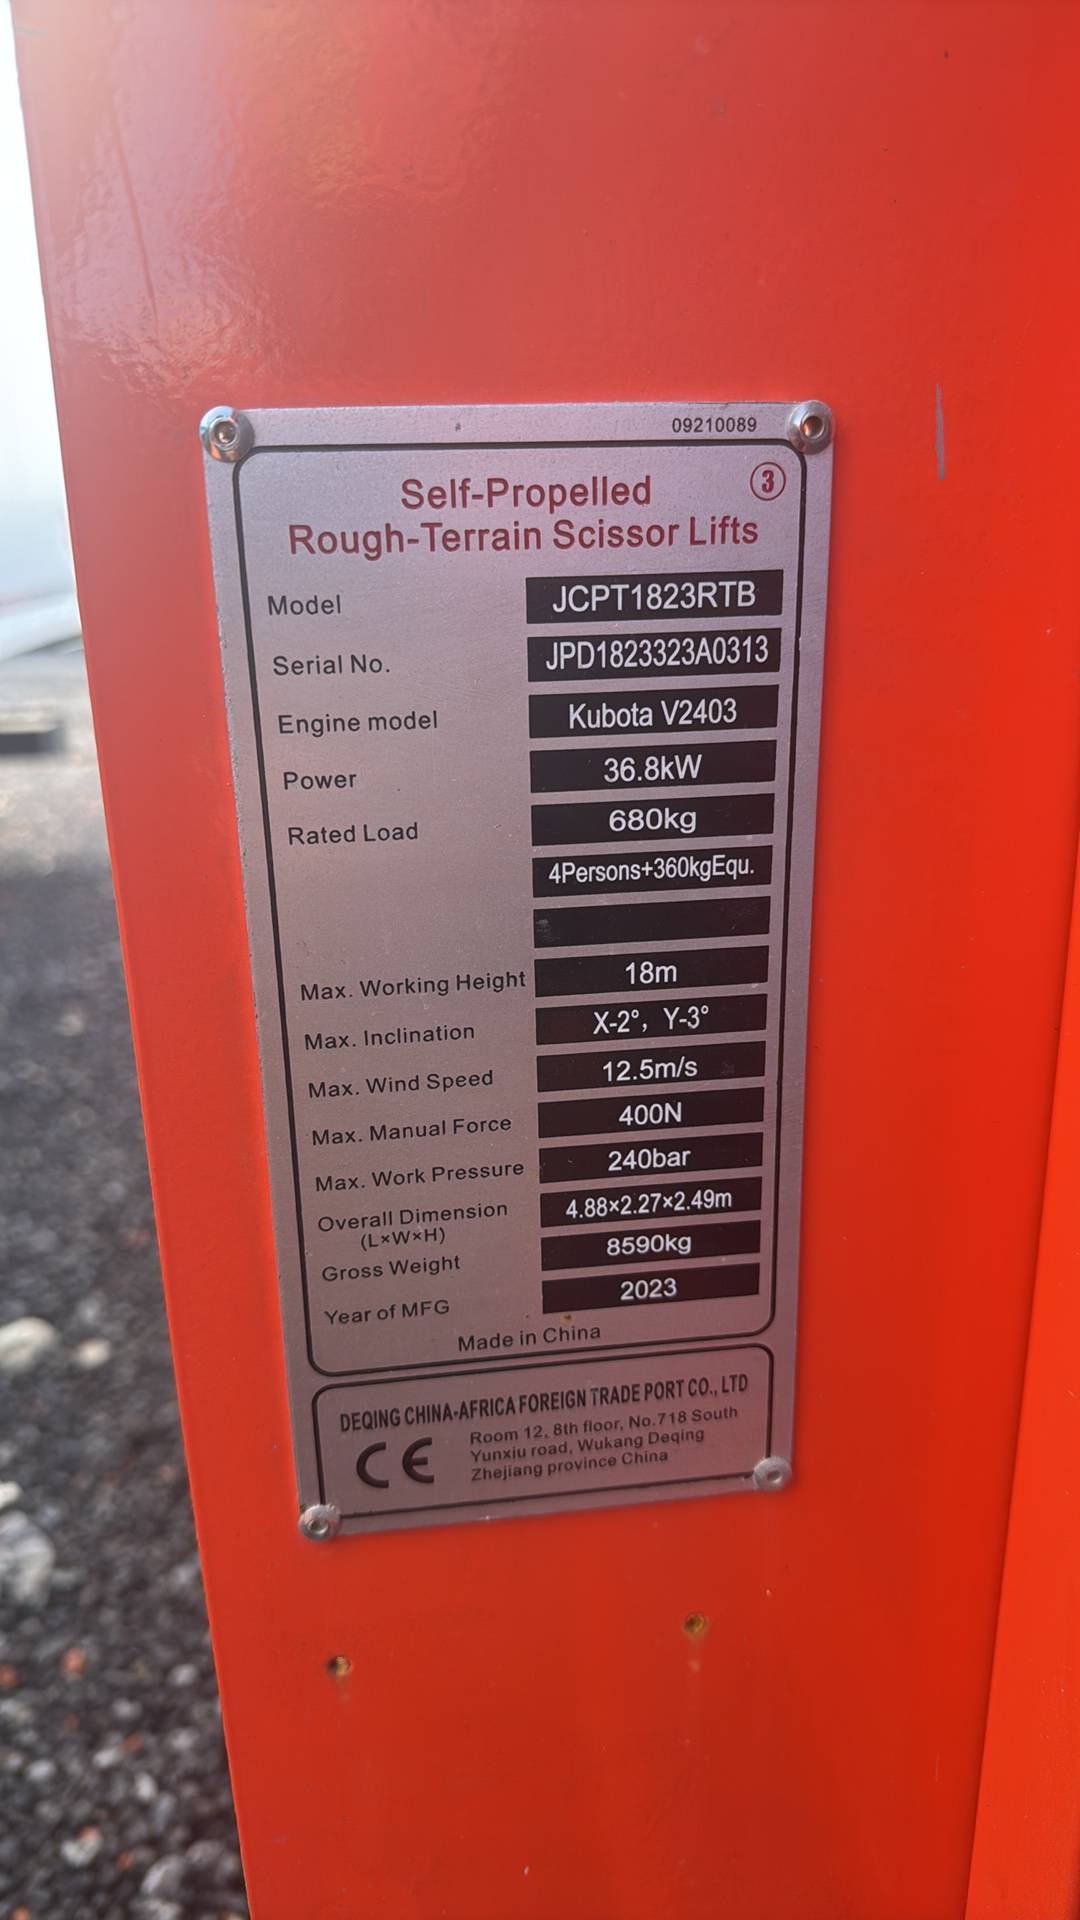 09210089
Self-Propelled ③
Rough-Terrain Scissor Lifts
Model JCPT1823RTB
Serial No. JPD1823323A0313
Engine model Kubota V2403
Power 36.8kW
Rated Load 680kg
4Persons+360kgEqu.
Max. Working Height 18m
Max. Inclination X-2°, Y-3°
Max. Wind Speed 12.5m/s
Max. Manual Force 400N
Max. Work Pressure 240bar
Overall Dimension 4.88×2.27×2.49m
(L×W×H)
Gross Weight 8590kg
Year of MFG 2023
Made in China
DEQING CHINA-AFRICA FOREIGN TRADE PORT CO., LTD
CE
Room 12, 8th floor, No.718 South
Yunxiu road, Wukang Deqing
Zhejiang province China